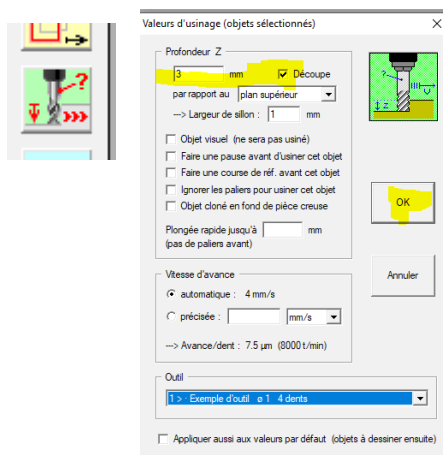 Valeurs d'usinage (objets sélectionnés)
Profondeur Z
3 mm Découpe
par rapport au plan supérieur
---> Largeur de sillon : 1 mm
Objet visuel (ne sera pas usiné)
Faire une pause avant d'usiner cet objet
Faire une course de réf. avant cet objet
Ignorer les paliers pour usiner cet objet
Objet cloné en fond de pièce creuse
Plongée rapide jusqu'à mm
(pas de paliers avant)
OK
Annuler
Vitesse d'avance
automatique : 4 mm/s
précisée : mm/s
---> Avance/dent : 7.5 µm (8000 t/min)
Outil
1 > · Exemple d'outil ø 1 4 dents
Appliquer aussi aux valeurs par défaut (objets à dessiner ensuite)